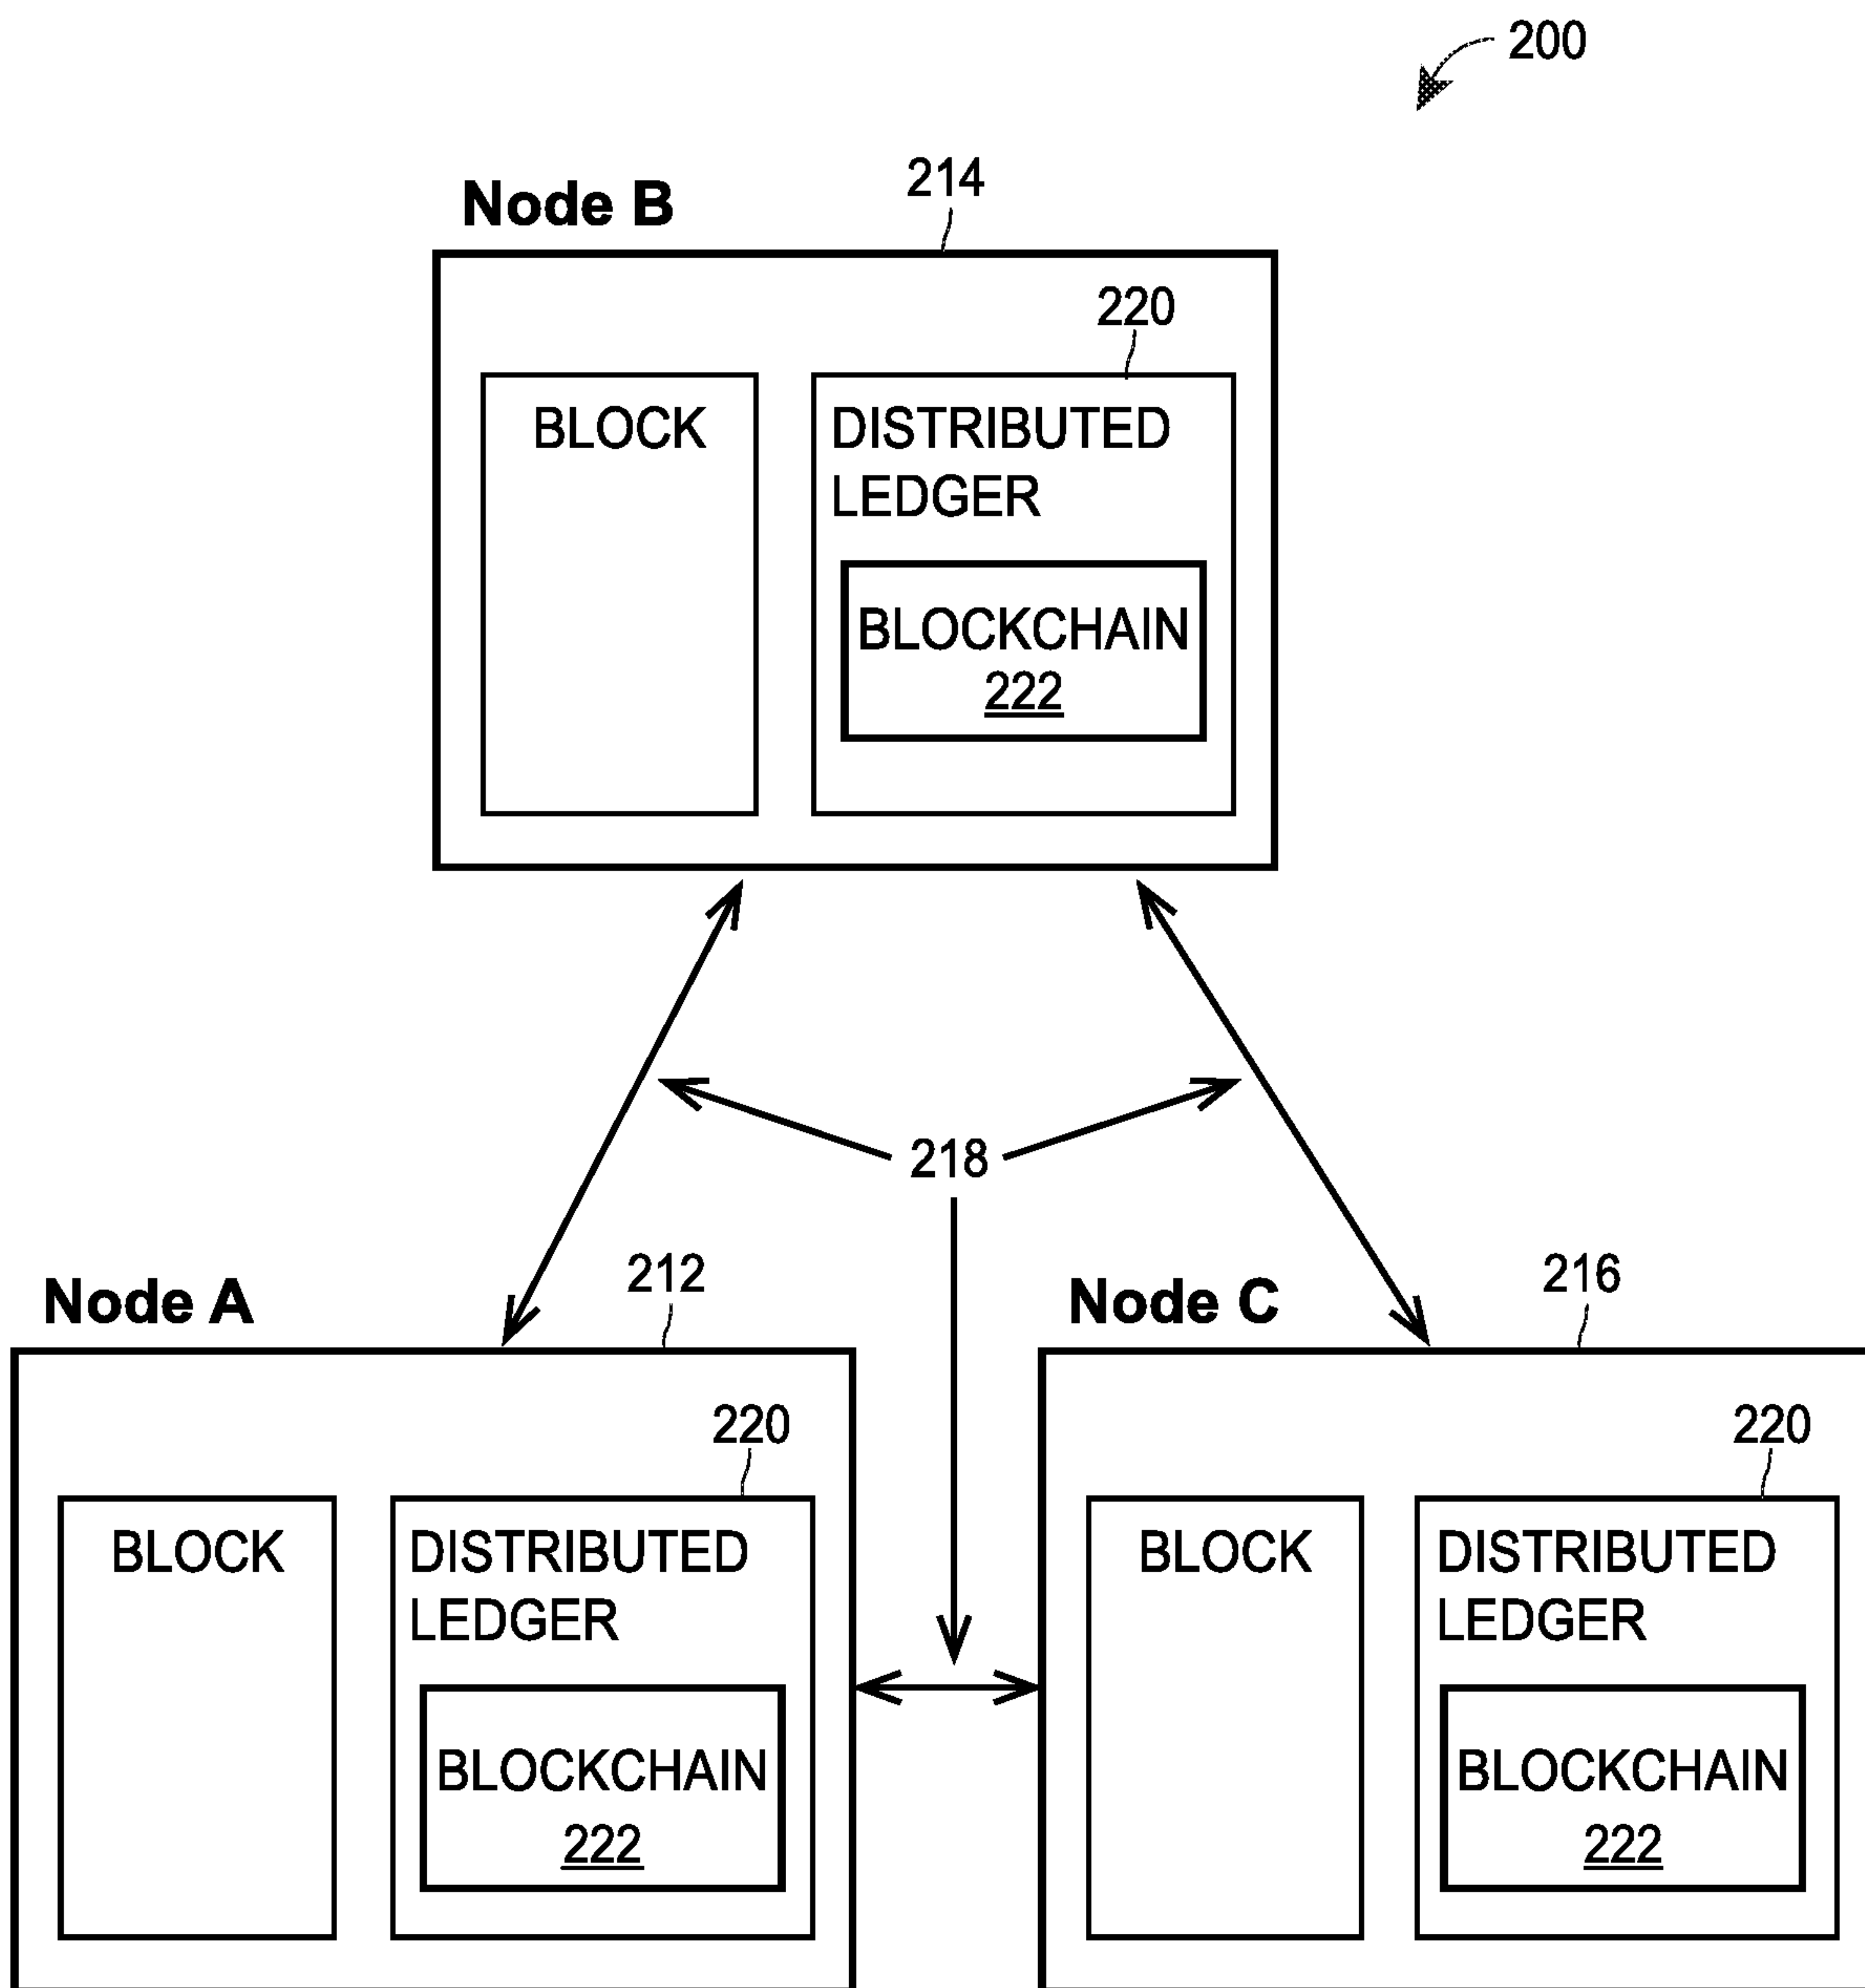 200
Node B
214
220
BLOCK
DISTRIBUTED
LEDGER
BLOCKCHAIN
222
218
Node A
212
Node C
216
220
BLOCK
DISTRIBUTED
LEDGER
BLOCKCHAIN
222
220
BLOCK
DISTRIBUTED
LEDGER
BLOCKCHAIN
222